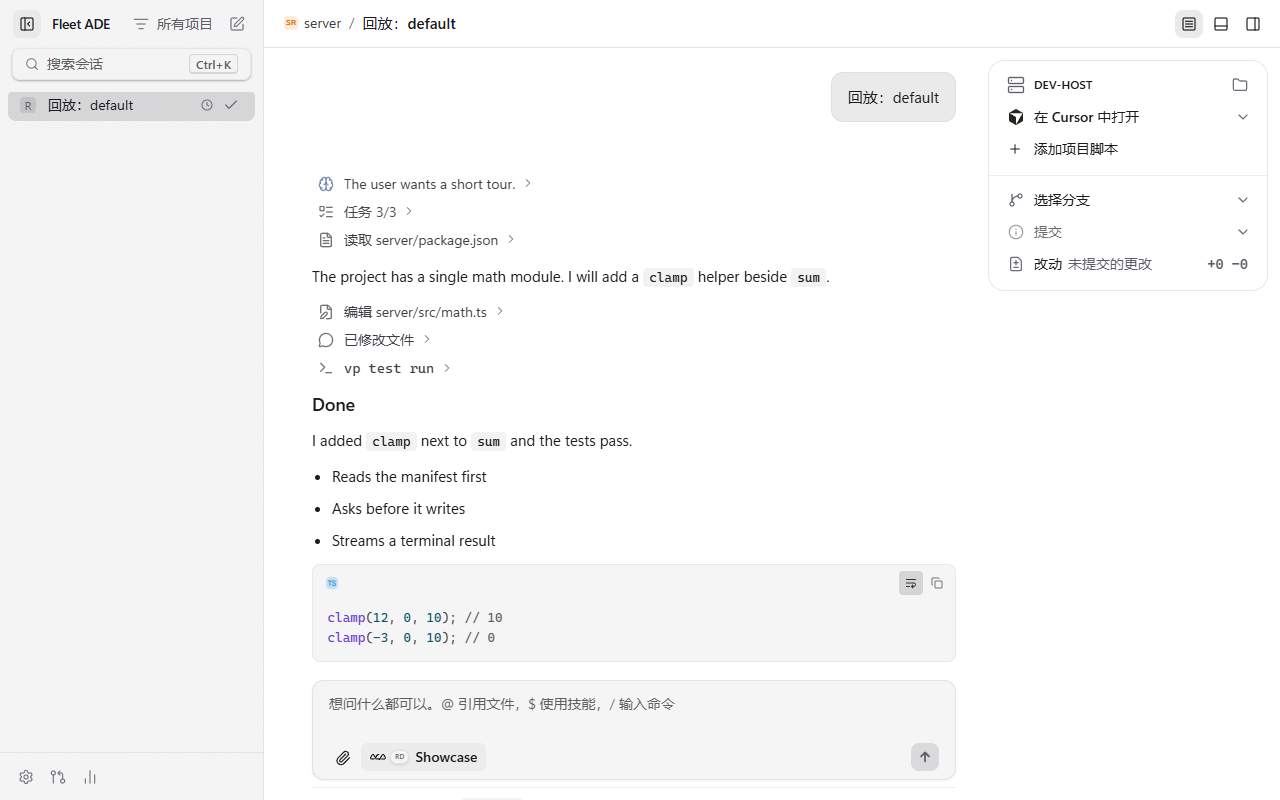 Fleet ADE
所有项目
搜索会话
Ctrl+K
R
回放：default
SR
server / 回放：default
回放：default
The user wants a short tour.
任务 3/3
读取 server/package.json
The project has a single math module. I will add a clamp helper beside sum.
编辑 server/src/math.ts
已修改文件
vp test run
Done
I added clamp next to sum and the tests pass.
• Reads the manifest first
• Asks before it writes
• Streams a terminal result
TS
clamp(12, 0, 10); // 10
clamp(-3, 0, 10); // 0
想问什么都可以。@ 引用文件，$ 使用技能，/ 输入命令
RD
Showcase
DEV-HOST
在 Cursor 中打开
添加项目脚本
选择分支
提交
改动 未提交的更改 +0 -0